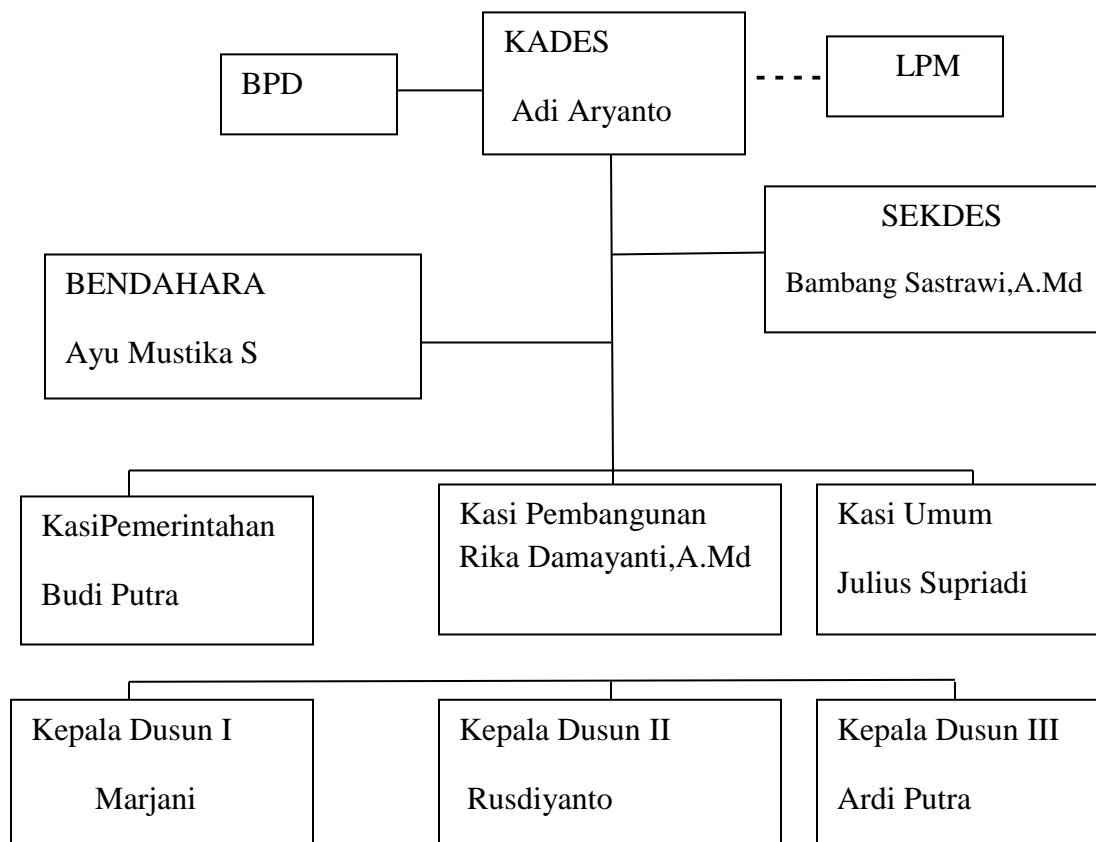 KADES
Adi Aryanto
BPD
LPM
SEKDES
Bambang Sastrawi,A.Md
BENDAHARA
Ayu Mustika S
KasiPemerintahan
Budi Putra
Kasi Pembangunan
Rika Damayanti,A.Md
Kasi Umum
Julius Supriadi
Kepala Dusun I
Marjani
Kepala Dusun II
Rusdiyanto
Kepala Dusun III
Ardi Putra